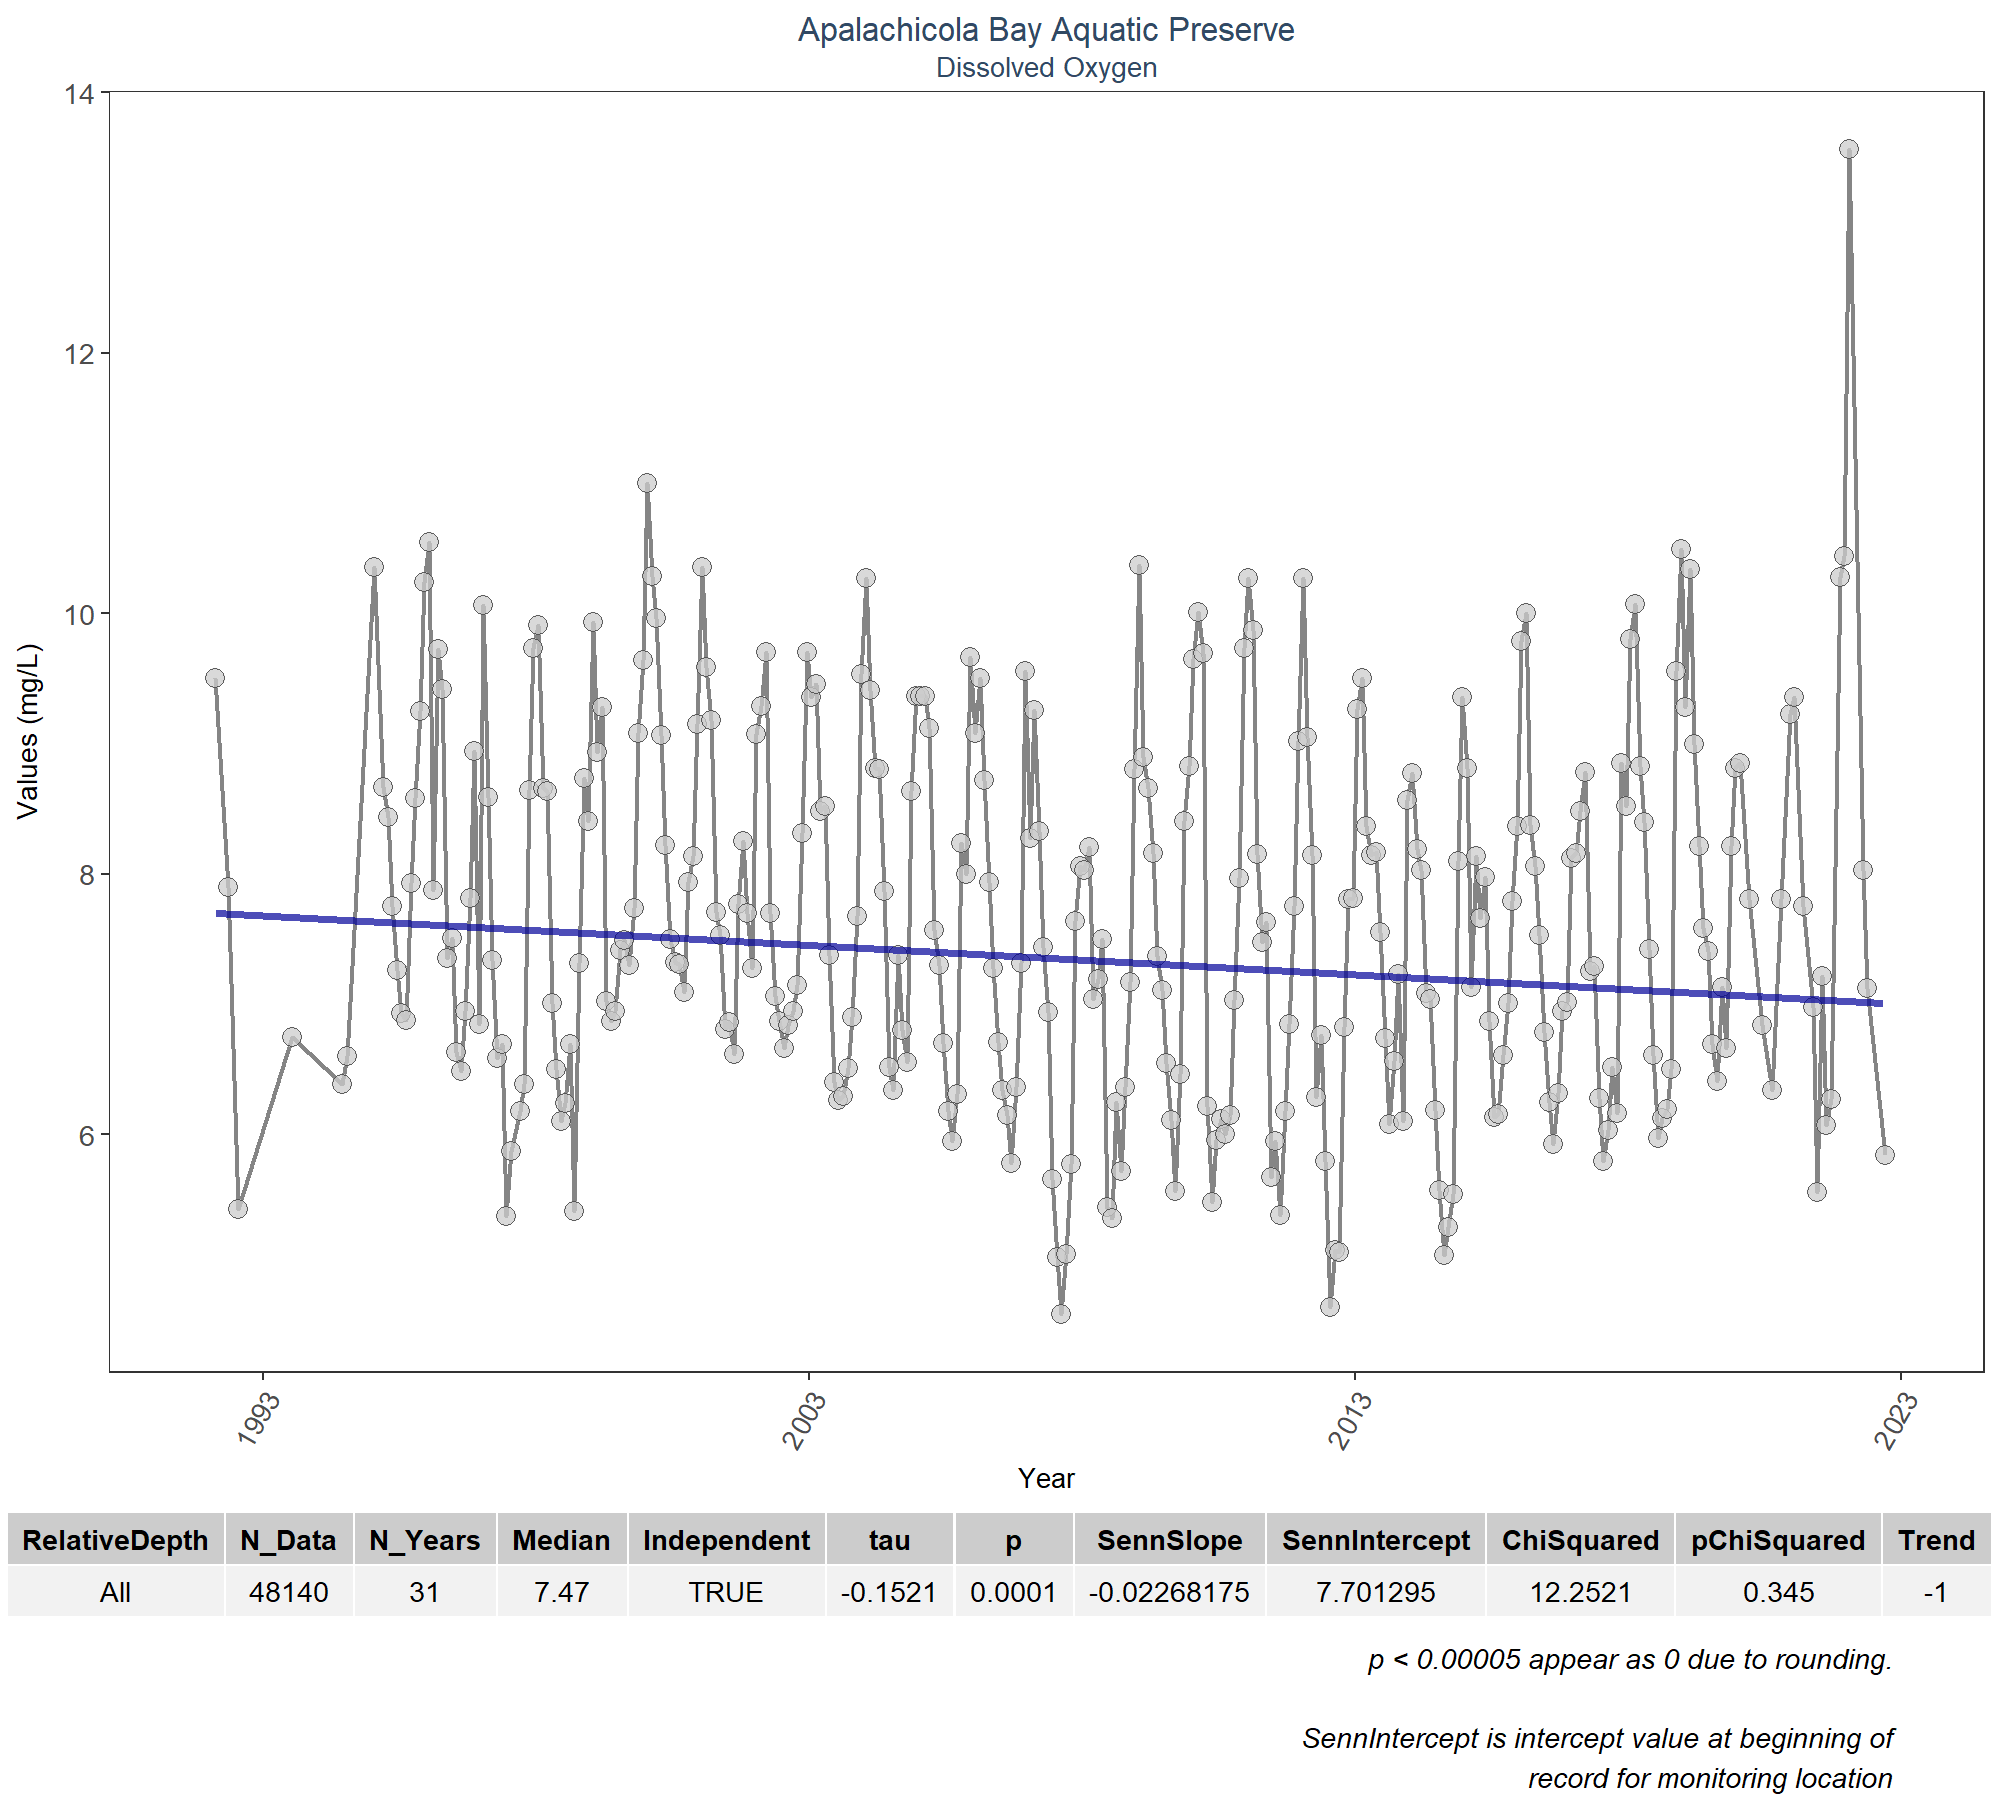 Apalachicola Bay Aquatic Preserve
Dissolved Oxygen
14
12
10
8
6
Values (mg/L)
1993
2003
2013
2023
Year
RelativeDepth N_Data N_Years Median Independent tau p SennSlope SennIntercept ChiSquared pChiSquared Trend
All 48140 31 7.47 TRUE -0.1521 0.0001 -0.02268175 7.701295 12.2521 0.345 -1
p < 0.00005 appear as 0 due to rounding.
SennIntercept is intercept value at beginning of
record for monitoring location